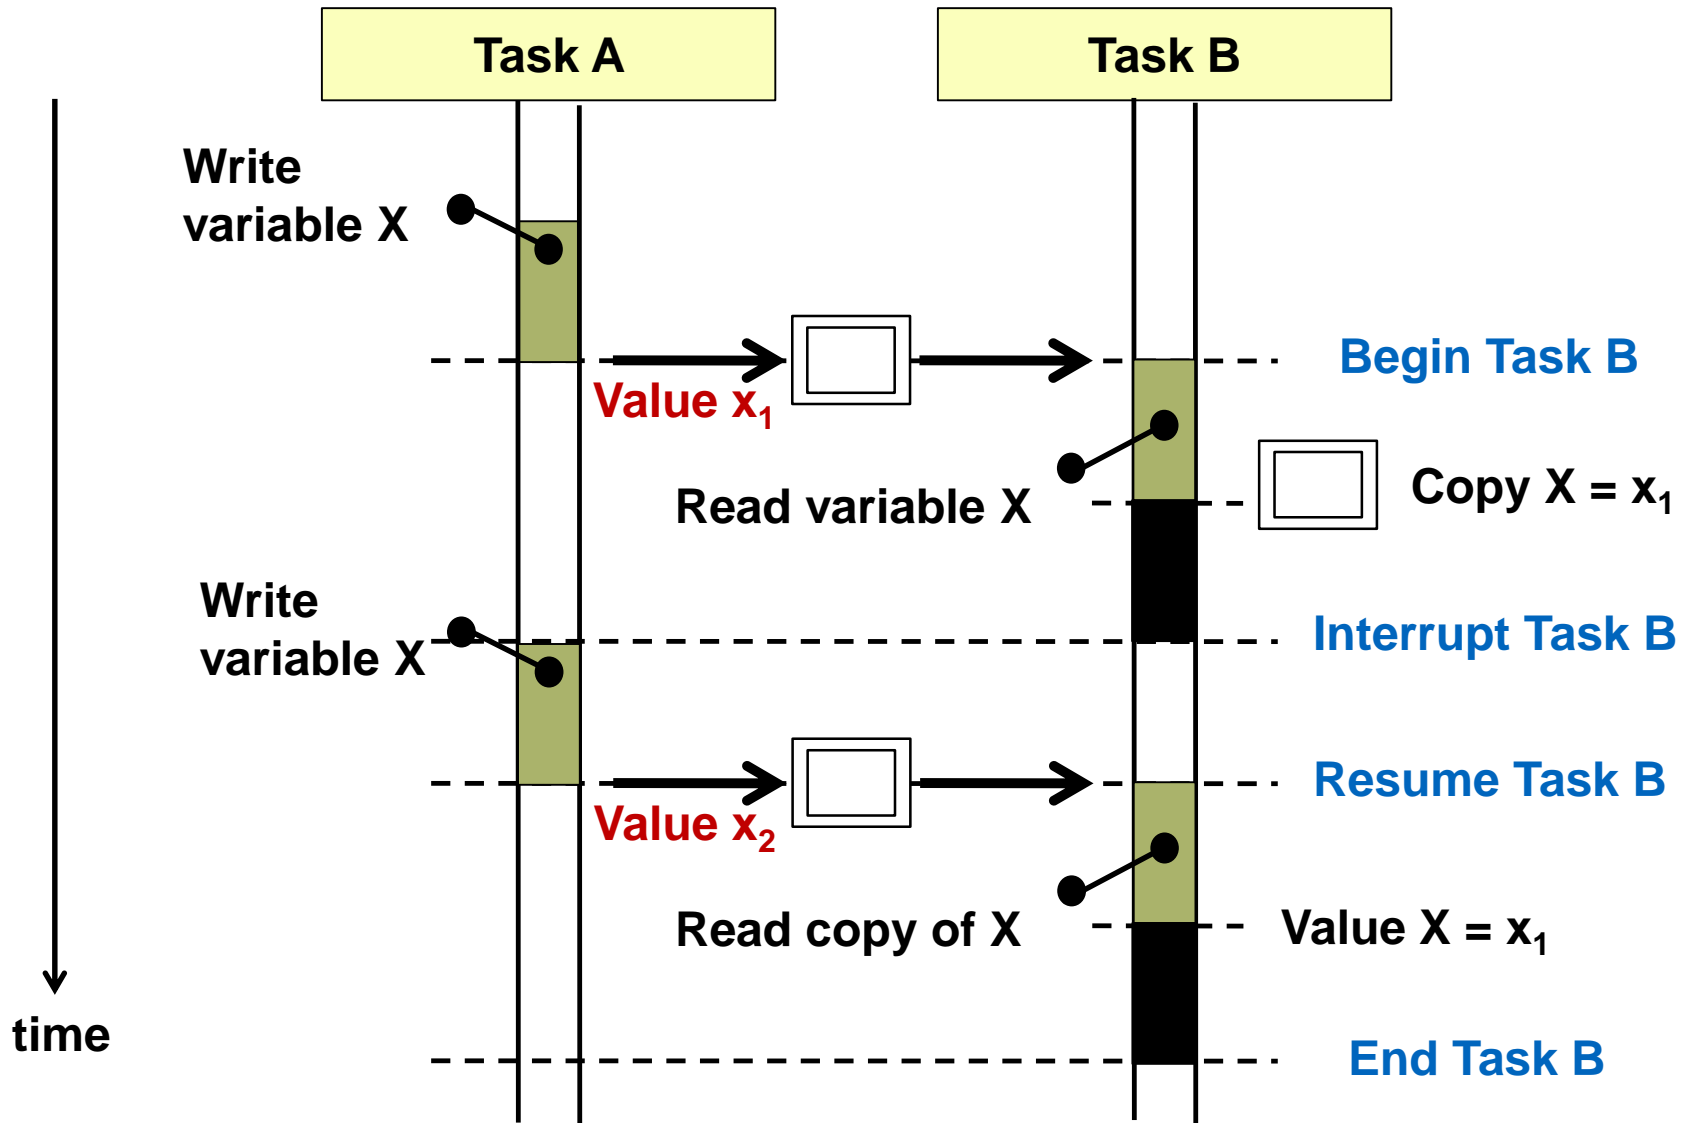 Task A
Task B
Write
variable X
Begin Task B
Value x₁
Copy X = x₁
Read variable X
Write
variable X
Interrupt Task B
Resume Task B
Value x₂
Read copy of X
Value X = x₁
time
End Task B